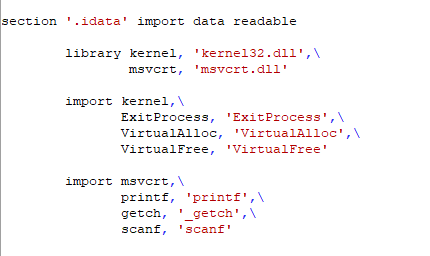 section '.idata' import data readable
library kernel, 'kernel32.dll',\
msvcrt, 'msvcrt.dll'
import kernel,\
ExitProcess, 'ExitProcess',\
VirtualAlloc, 'VirtualAlloc',\
VirtualFree, 'VirtualFree'
import msvcrt,\
printf, 'printf',\
getch, '_getch',\
scanf, 'scanf'